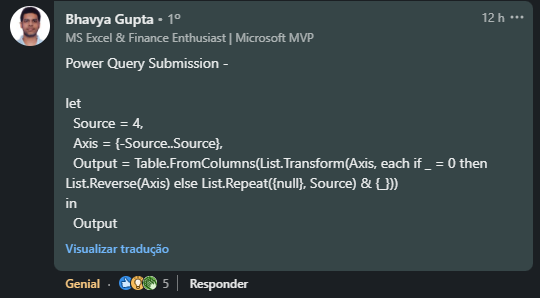 Bhavya Gupta • 1º
12 h
MS Excel & Finance Enthusiast | Microsoft MVP
Power Query Submission -
let
Source = 4,
Axis = {-Source..Source},
Output = Table.FromColumns(List.Transform(Axis, each if _ = 0 then
List.Reverse(Axis) else List.Repeat({null}, Source) & {_}))
in
Output
Visualizar tradução
Genial · 5 | Responder